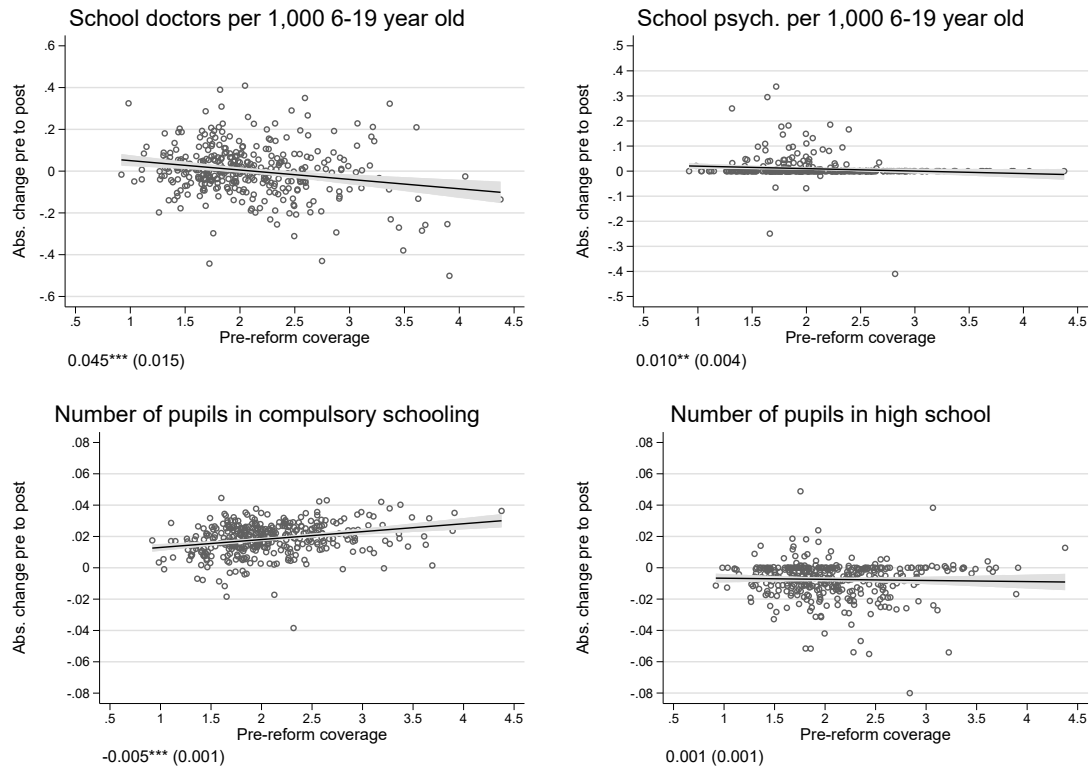 School doctors per 1,000 6-19 year old
Abs. change pre to post
.6
.4
.2
0
-.2
-.4
-.6
.5 1 1.5 2 2.5 3 3.5 4 4.5
Pre-reform coverage
0.045*** (0.015)
School psych. per 1,000 6-19 year old
Abs. change pre to post
.5
.4
.3
.2
.1
0
-.1
-.2
-.3
-.4
-.5
.5 1 1.5 2 2.5 3 3.5 4 4.5
Pre-reform coverage
0.010** (0.004)
Number of pupils in compulsory schooling
Abs. change pre to post
.08
.06
.04
.02
0
-.02
-.04
-.06
-.08
.5 1 1.5 2 2.5 3 3.5 4 4.5
Pre-reform coverage
-0.005*** (0.001)
Number of pupils in high school
Abs. change pre to post
.08
.06
.04
.02
0
-.02
-.04
-.06
-.08
.5 1 1.5 2 2.5 3 3.5 4 4.5
Pre-reform coverage
0.001 (0.001)